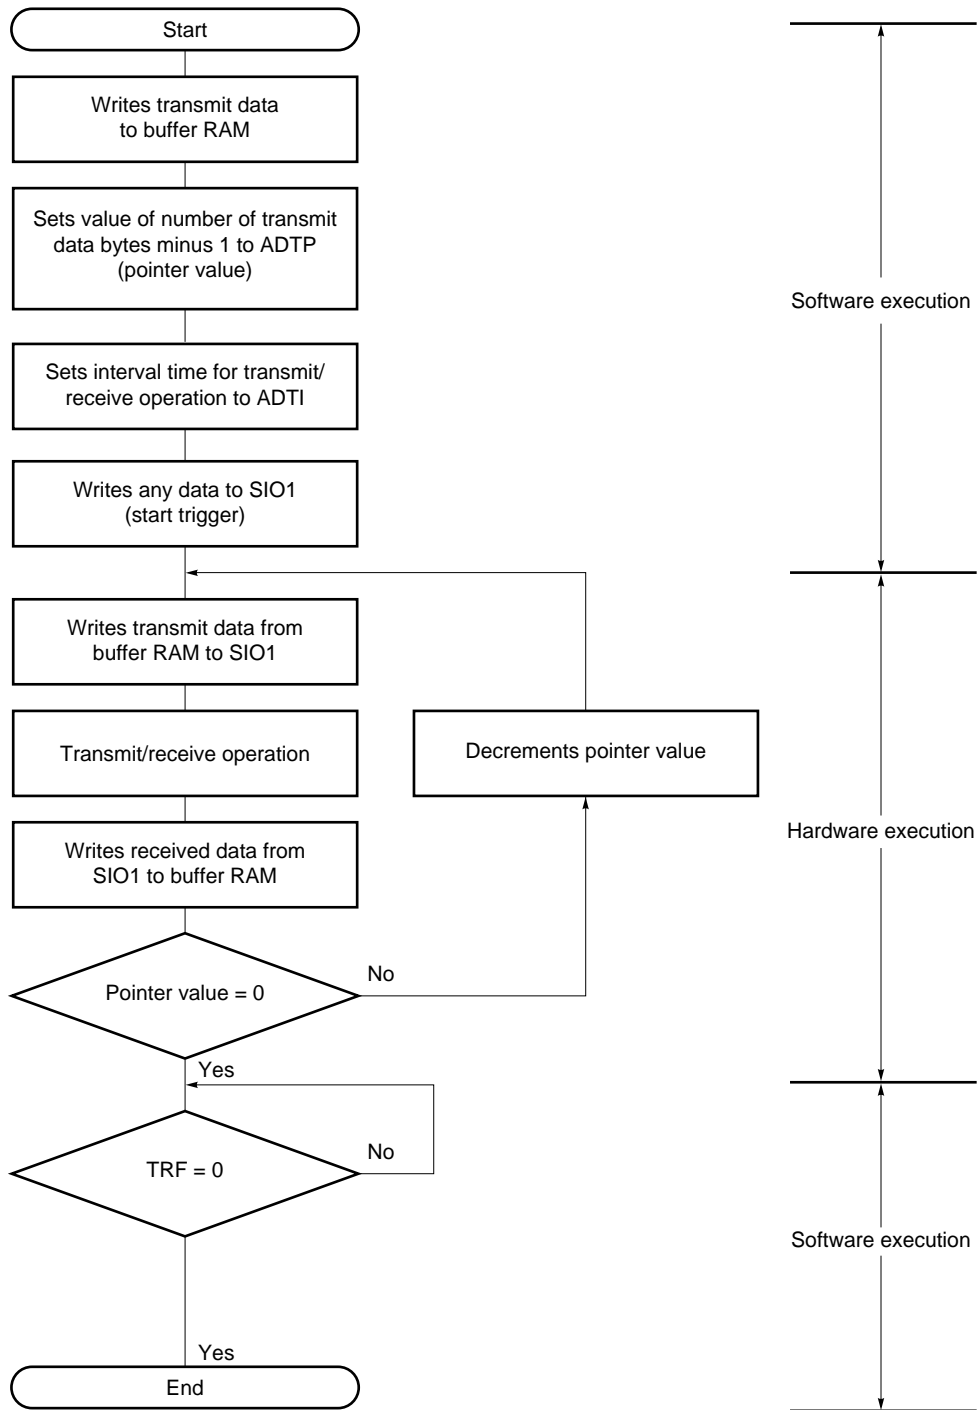 Start
Writes transmit data
to buffer RAM
Sets value of number of transmit
data bytes minus 1 to ADTP
(pointer value)
Software execution
Sets interval time for transmit/
receive operation to ADTI
Writes any data to SIO1
(start trigger)
Writes transmit data from
buffer RAM to SIO1
Transmit/receive operation
Decrements pointer value
Hardware execution
Writes received data from
SIO1 to buffer RAM
Pointer value = 0
No
Yes
TRF = 0
No
Software execution
Yes
End